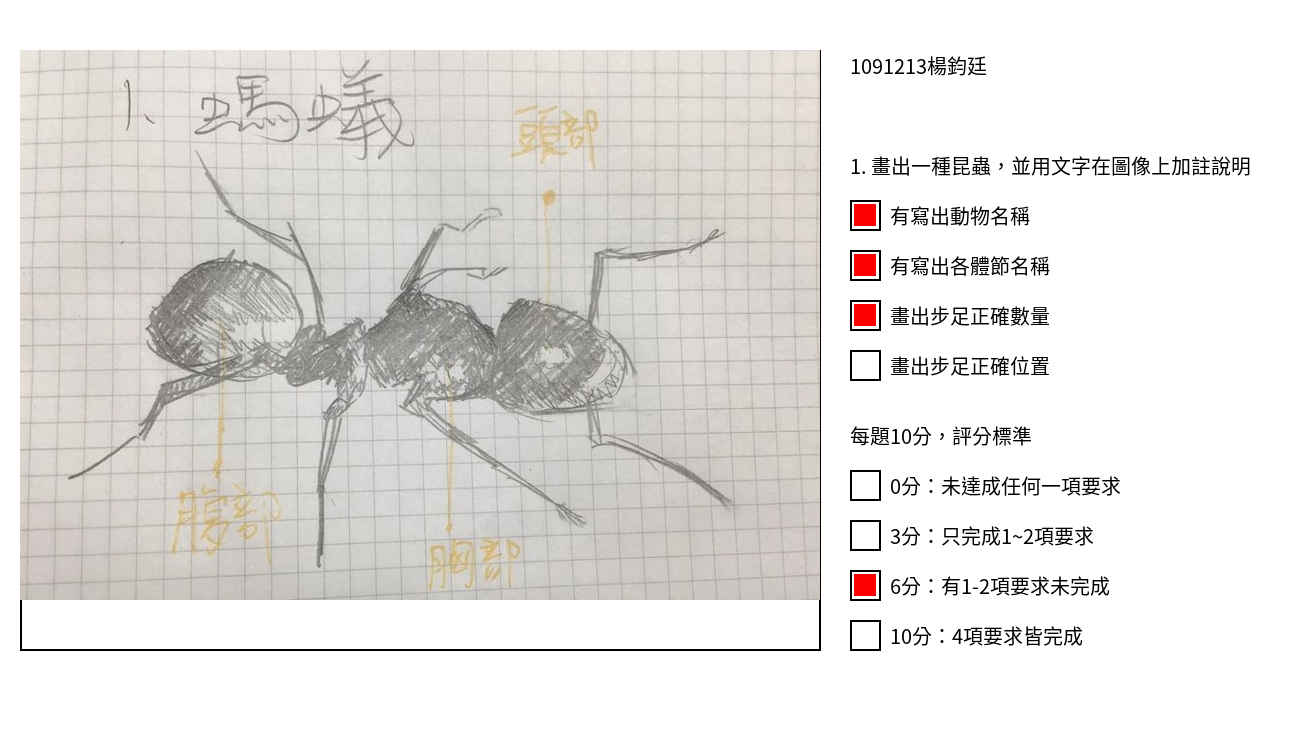 1、螞蟻
頭部
腹部
胸部
1091213楊鈞廷
1. 畫出一種昆蟲，並用文字在圖像上加註說明
有寫出動物名稱
有寫出各體節名稱
畫出步足正確數量
畫出步足正確位置
每題10分，評分標準
0分：未達成任何一項要求
3分：只完成1~2項要求
6分：有1-2項要求未完成
10分：4項要求皆完成